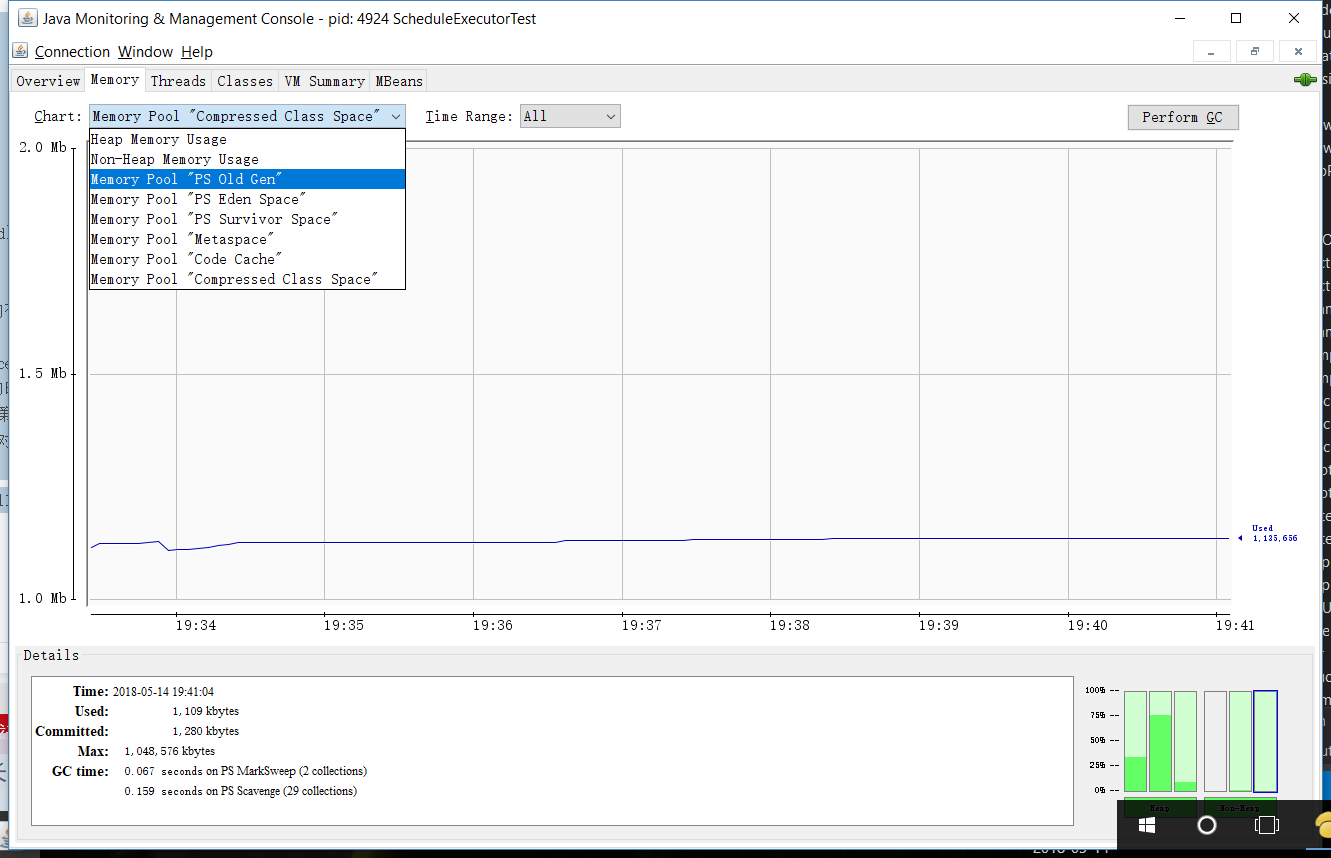 Java Monitoring & Management Console - pid: 4924 ScheduleExecutorTest
Connection Window Help
Overview Memory Threads Classes VM Summary MBeans
Chart: Memory Pool "Compressed Class Space" Time Range: All Perform GC
Heap Memory Usage
Non-Heap Memory Usage
Memory Pool "PS Old Gen"
Memory Pool "PS Eden Space"
Memory Pool "PS Survivor Space"
Memory Pool "Metaspace"
Memory Pool "Code Cache"
Memory Pool "Compressed Class Space"
2.0 Mb
1.5 Mb
1.0 Mb
Used
1,135,656
19:34 19:35 19:36 19:37 19:38 19:39 19:40 19:41
Details
Time: 2018-05-14 19:41:04
Used: 1,109 kbytes
Committed: 1,280 kbytes
Max: 1,048,576 kbytes
GC time: 0.067 seconds on PS MarkSweep (2 collections)
0.159 seconds on PS Scavenge (29 collections)
100% --
75% --
50% --
25% --
0% --
Heap Non-Heap